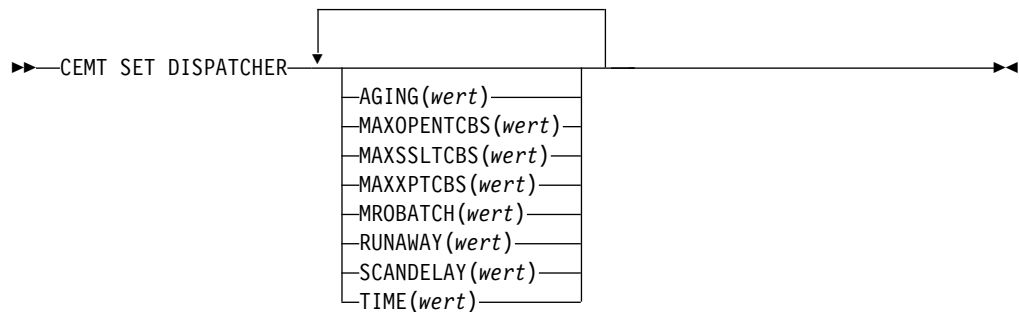 CEMT SET DISPATCHER
AGING(wert)
MAXOPENTCBS(wert)
MAXSSLTCBS(wert)
MAXXPTCBS(wert)
MROBATCH(wert)
RUNAWAY(wert)
SCANDELAY(wert)
TIME(wert)